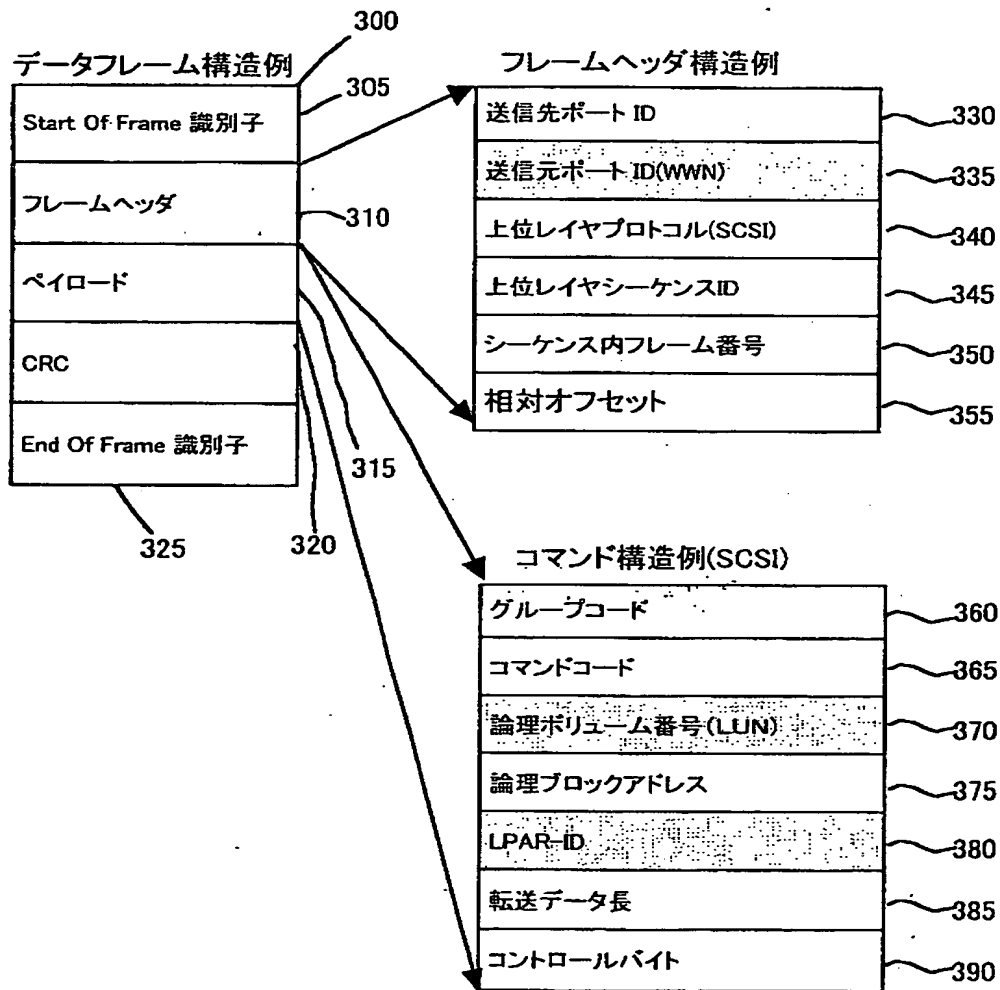 300
データフレーム構造例
305
Start Of Frame 識別子
フレームヘッダ
310
ペイロード
CRC
End Of Frame 識別子
315
320
325
フレームヘッダ構造例
送信先ポート ID
330
送信元ポート ID(WWN)
335
上位レイヤプロトコル(SCSI)
340
上位レイヤシーケンスID
345
シーケンス内フレーム番号
350
相対オフセット
355
コマンド構造例(SCSI)
グループコード
360
コマンドコード
365
論理ボリューム番号(LUN)
370
論理ブロックアドレス
375
LPAR-ID
380
転送データ長
385
コントロールバイト
390